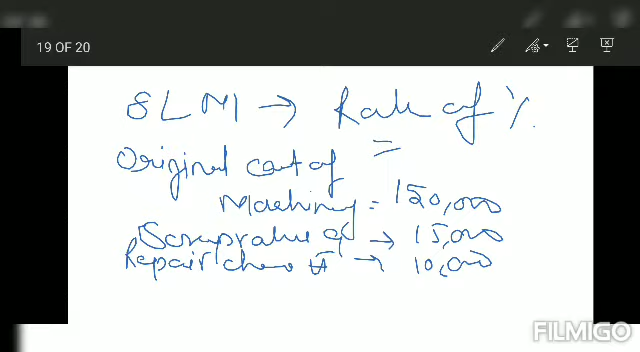 19 OF 20
SLM → Rate of %
Original cost of
Machinery = 150,000
Scrap value of → 15,000
Repair → 10,000
FILMIGO